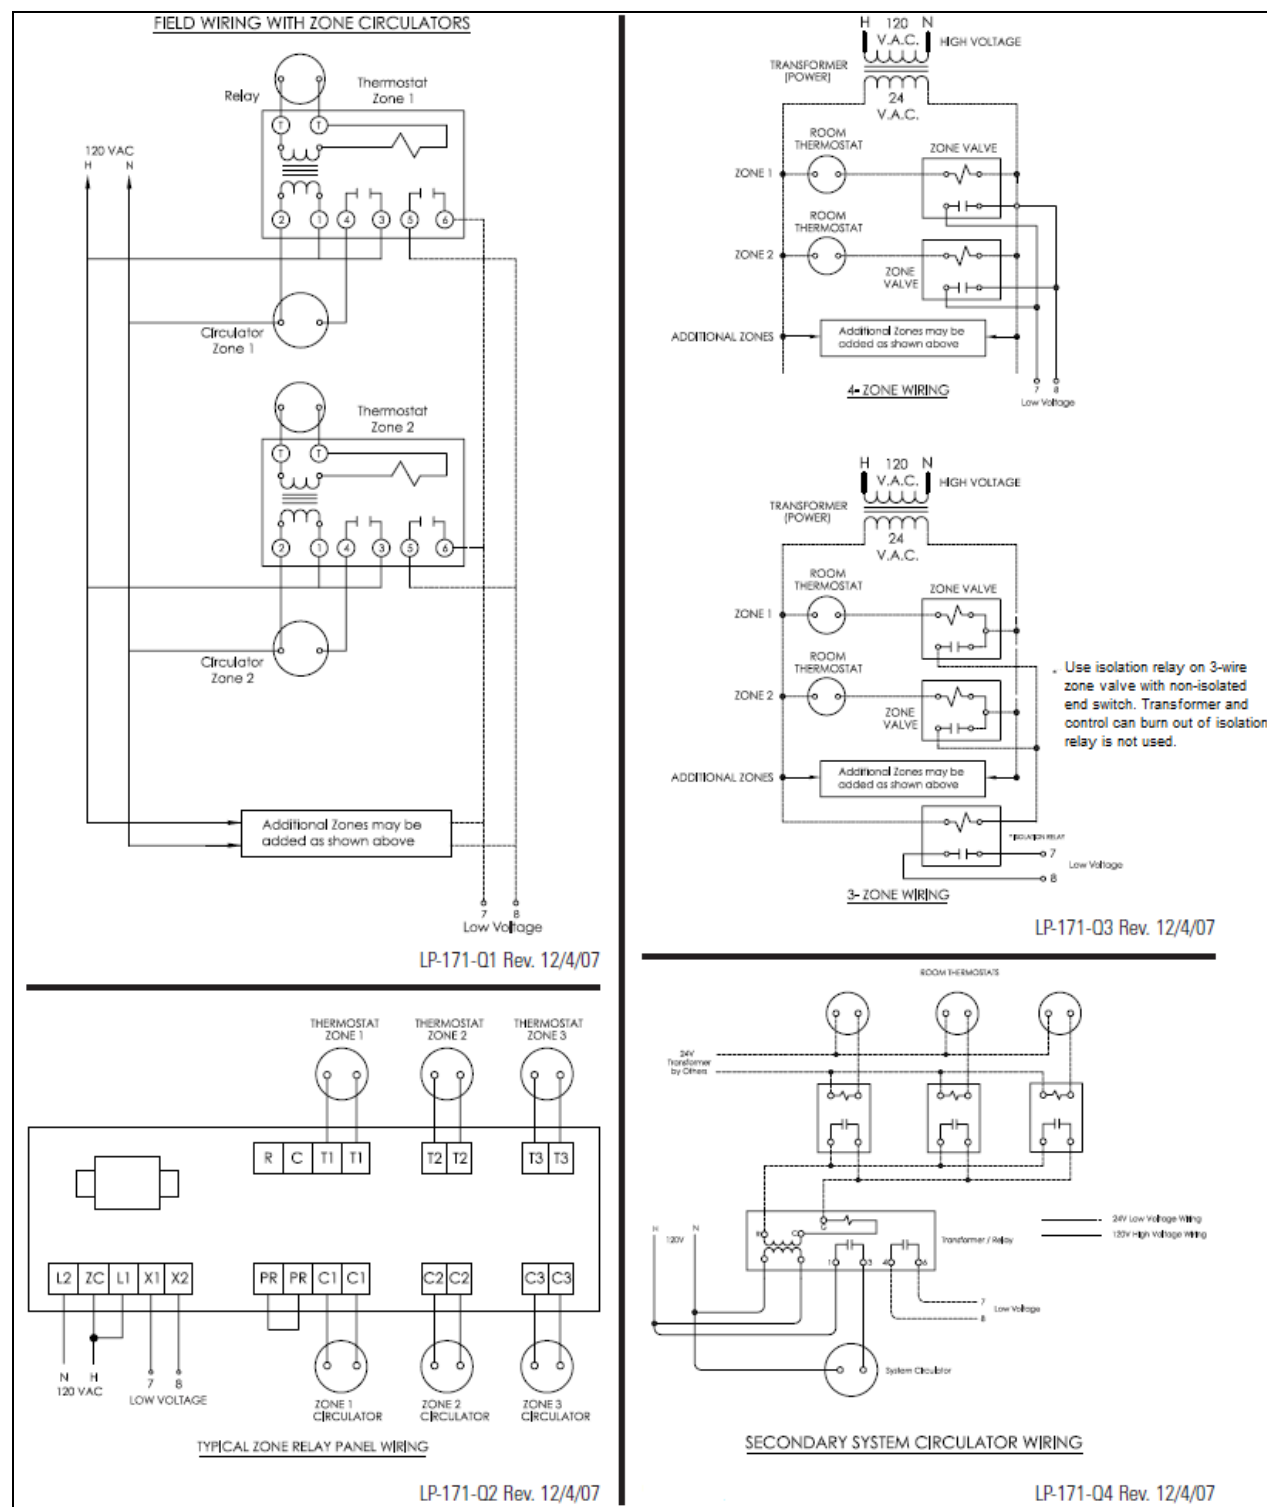 FIELD WIRING WITH ZONE CIRCULATORS
Relay
Thermostat
Zone 1
T
T
120 VAC
H
N
2
1
4
3
5
6
Circulator
Zone 1
Thermostat
Zone 2
T
T
2
1
4
3
5
6
Circulator
Zone 2
Additional Zones may be
added as shown above
7
8
Low Voltage
LP-171-Q1 Rev. 12/4/07
THERMOSTAT
ZONE 1
THERMOSTAT
ZONE 2
THERMOSTAT
ZONE 3
R
C
T1
T1
T2
T2
T3
T3
L2
ZC
L1
X1
X2
PR
PR
C1
C1
C2
C2
C3
C3
N
H
120 VAC
7
8
LOW VOLTAGE
ZONE 1
CIRCULATOR
ZONE 2
CIRCULATOR
ZONE 3
CIRCULATOR
TYPICAL ZONE RELAY PANEL WIRING
LP-171-Q2 Rev. 12/4/07
H
120
V.A.C.
N
HIGH VOLTAGE
TRANSFORMER
(POWER)
24
V.A.C.
ROOM
THERMOSTAT
ZONE VALVE
ZONE 1
ROOM
THERMOSTAT
ZONE 2
ZONE
VALVE
ADDITIONAL ZONES
Additional Zones may be
added as shown above
4- ZONE WIRING
7
8
Low Voltage
H
120
V.A.C.
N
HIGH VOLTAGE
TRANSFORMER
(POWER)
24
V.A.C.
ROOM
THERMOSTAT
ZONE VALVE
ZONE 1
ROOM
THERMOSTAT
ZONE 2
ZONE
VALVE
* Use isolation relay on 3-wire
zone valve with non-isolated
end switch. Transformer and
control can burn out of isolation
relay is not used.
ADDITIONAL ZONES
Additional Zones may be
added as shown above
*ISOLATION RELAY
7
8
Low Voltage
3- ZONE WIRING
LP-171-Q3 Rev. 12/4/07
ROOM THERMOSTATS
24V
Transformer
by Others
H
N
120V
R
C
G
1
3
4
6
Transformer / Relay
24V Low Voltage Wiring
120V High Voltage Wiring
7
8
Low Voltage
System Circulator
SECONDARY SYSTEM CIRCULATOR WIRING
LP-171-Q4 Rev. 12/4/07